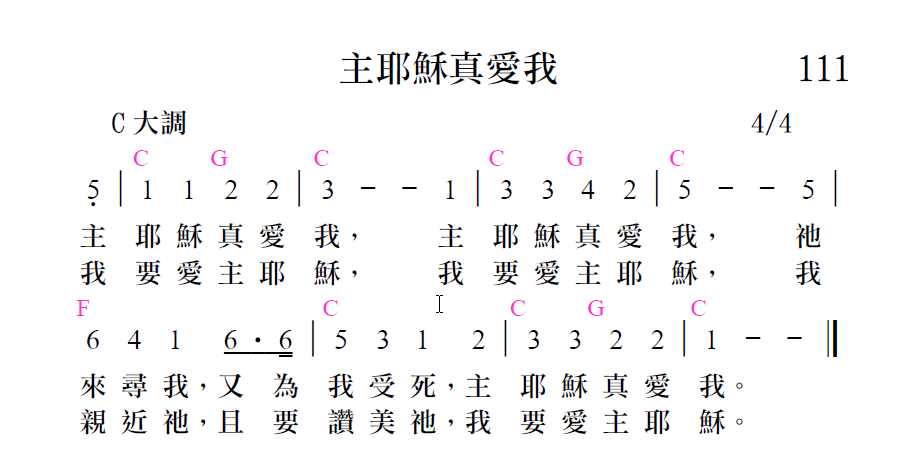 主耶穌真愛我 111
C 大調 4/4
C G C C G C
5̣ | 1 1 2 2 | 3 － － 1 | 3 3 4 2 | 5 － － 5 |
主 耶 穌 真 愛 我， 主 耶 穌 真 愛 我， 祂
我 要 愛 主 耶 穌， 我 要 愛 主 耶 穌， 我
F C C G C
6 4 1 6 · 6 | 5 3 1 2 | 3 3 2 2 | 1 － － ‖
來 尋 我，又 為 我 受 死，主 耶 穌 真 愛 我。
親 近 祂，且 要 讚 美 祂，我 要 愛 主 耶 穌。